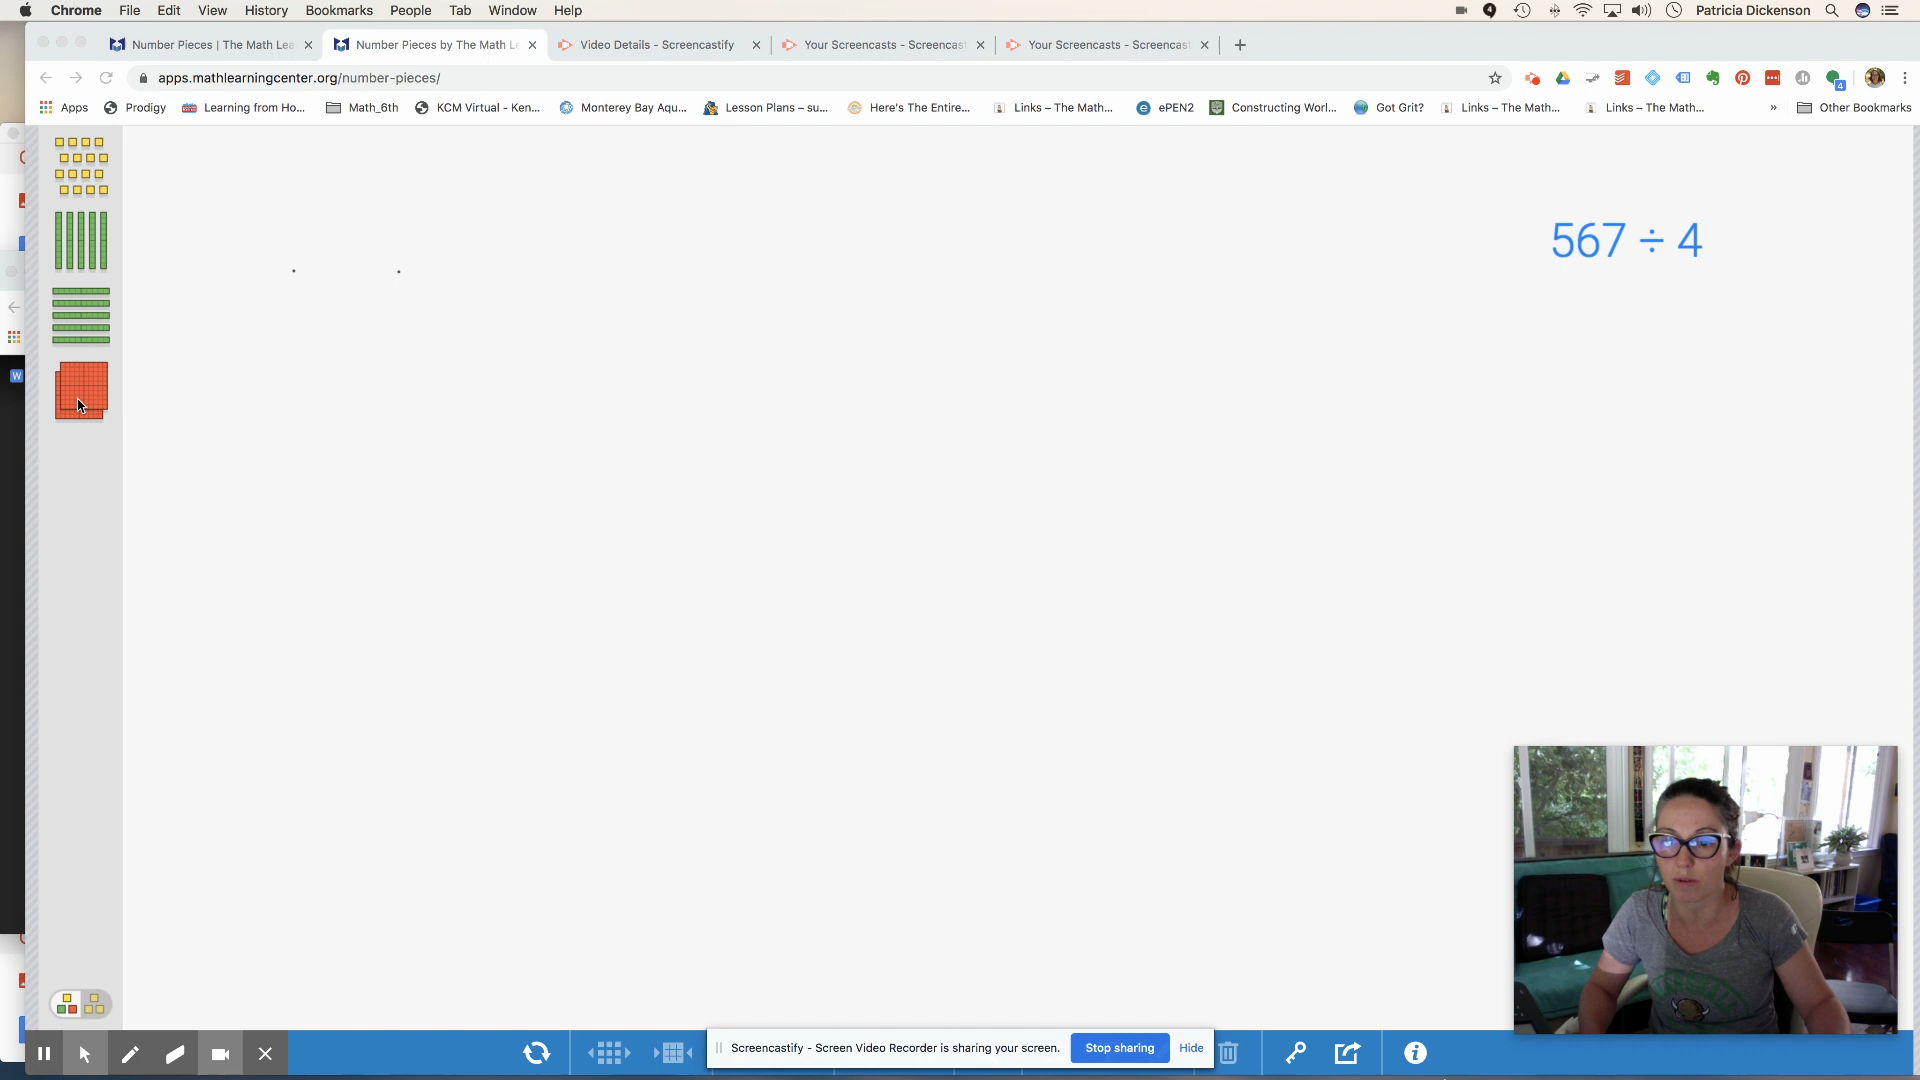 Chrome File Edit View History Bookmarks People Tab Window Help 4 Patricia Dickenson
Number Pieces | The Math Lea Number Pieces by The Math Le Video Details - Screencastify Your Screencasts - Screencast Your Screencasts - Screencast
apps.mathlearningcenter.org/number-pieces/ 4
Apps Prodigy Learning from Ho... Math_6th KCM Virtual - Ken... Monterey Bay Aqu... Lesson Plans – su... Here's The Entire... Links – The Math... ePEN2 Constructing Worl... Got Grit? Links – The Math... Links – The Math... » Other Bookmarks
567 ÷ 4
W
Screencastify - Screen Video Recorder is sharing your screen. Stop sharing Hide